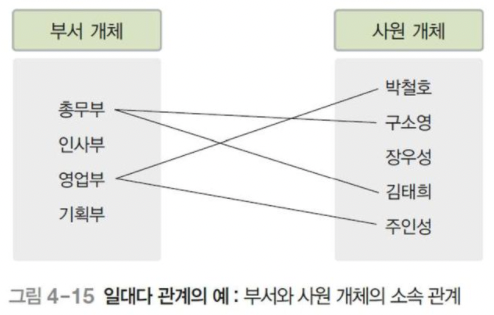 부서 개체
사원 개체
총무부
인사부
영업부
기획부
박철호
구소영
장우성
김태희
주인성
그림 4-15 일대다 관계의 예 : 부서와 사원 개체의 소속 관계